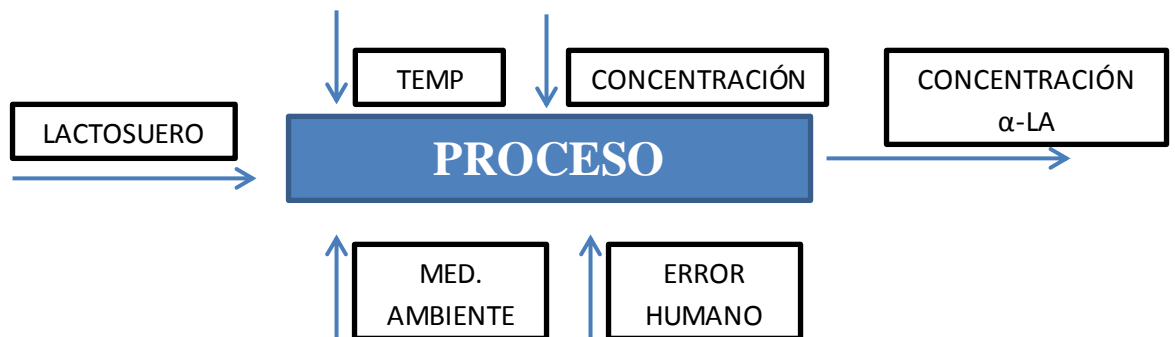 TEMP
CONCENTRACIÓN
CONCENTRACIÓN
α-LA
LACTOSUERO
PROCESO
MED.
AMBIENTE
ERROR
HUMANO